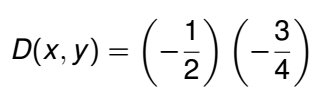 D(x, y) = (−1/2) (−3/4)